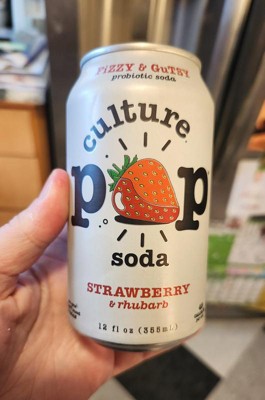 FiZZY & GuTSY
probiotic soda
culture
pop
soda
STRAWBERRY
& rhubarb
12 fl oz (355mL)